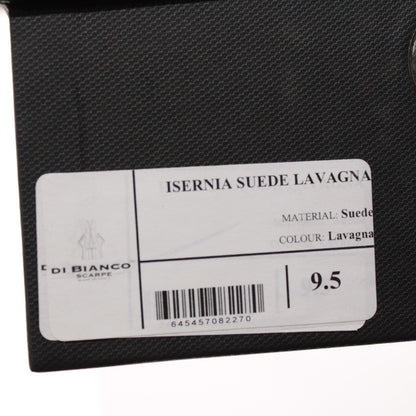 ISERNIA SUEDE LAVAGNA
MATERIAL: Suede
COLOUR: Lavagna
DI BIANCO
SCARPE
9.5
645457082270